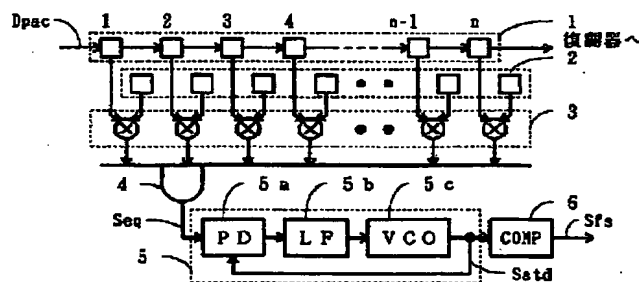 Dpac 1 2 3 4 n-1 n 1
復調器へ
2
3
4 5a 5b 5c 6
Seq PD LF VCO COMP Sfs
5 Satd